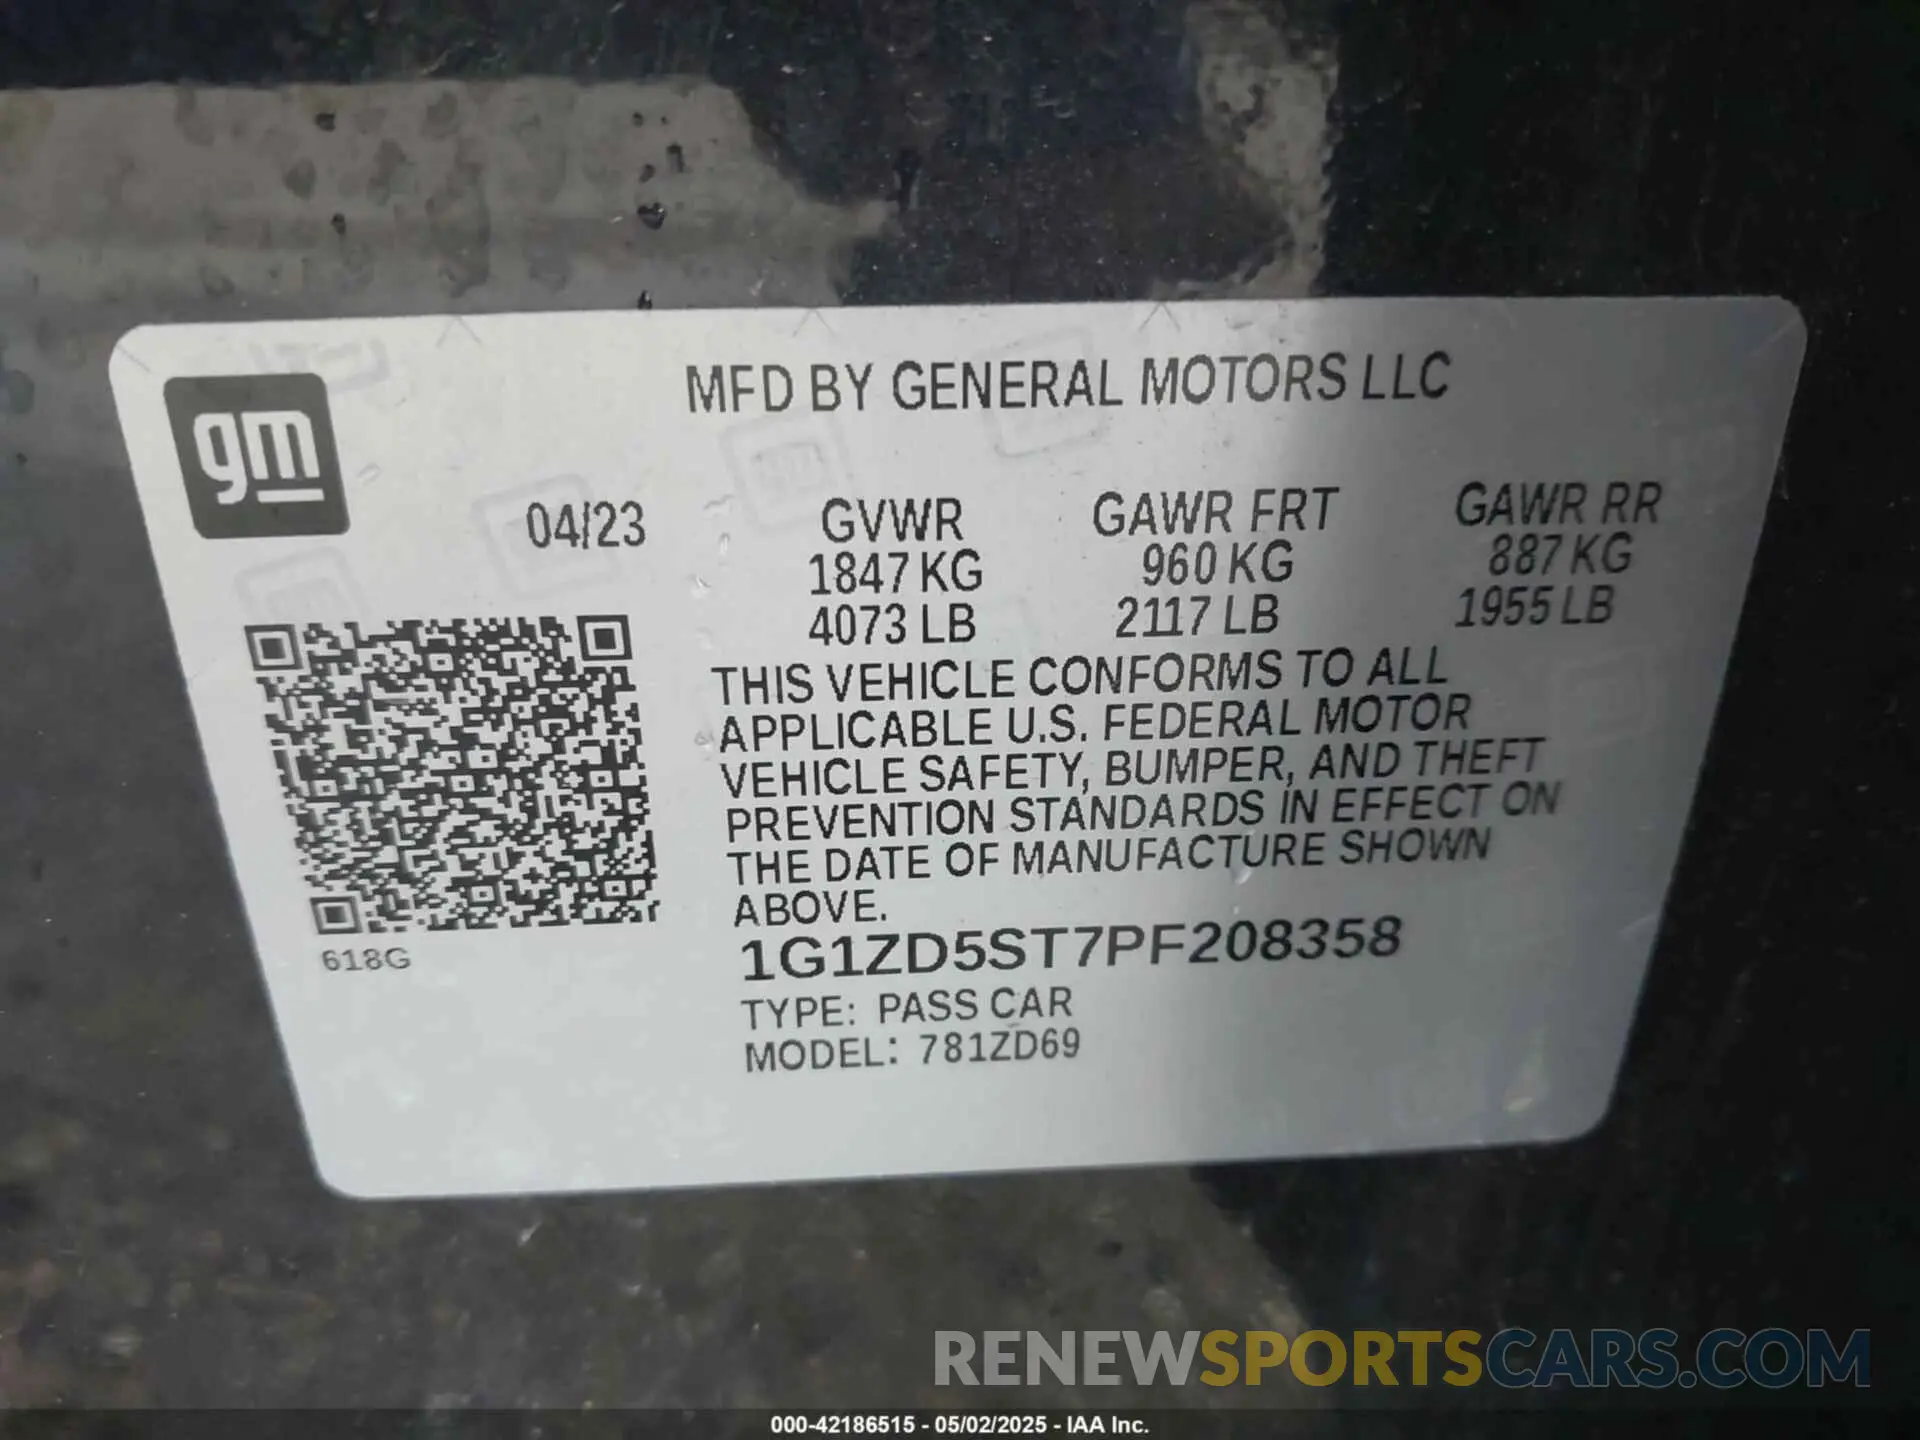 MFD BY GENERAL MOTORS LLC
gm
04/23
GVWR
1847 KG
4073 LB
GAWR FRT
960 KG
2117 LB
GAWR RR
887 KG
1955 LB
THIS VEHICLE CONFORMS TO ALL
APPLICABLE U.S. FEDERAL MOTOR
VEHICLE SAFETY, BUMPER, AND THEFT
PREVENTION STANDARDS IN EFFECT ON
THE DATE OF MANUFACTURE SHOWN
ABOVE.
618G
1G1ZD5ST7PF208358
TYPE: PASS CAR
MODEL: 781ZD69
RENEWSPORTSCARS.COM
000-42186515 - 05/02/2025 - IAA Inc.